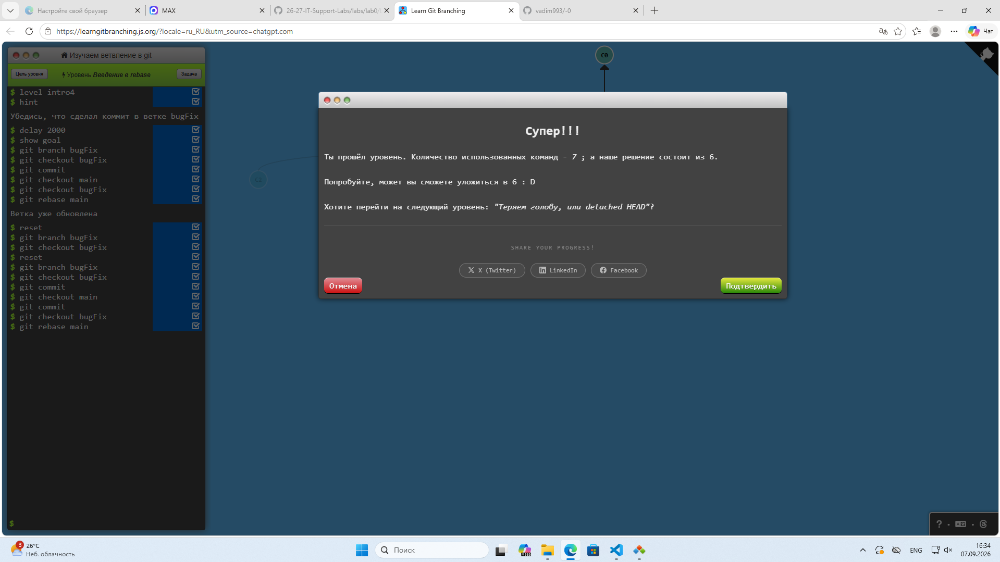 Настройте свой браузер
MAX
26-27-IT-Support-Labs/labs/lab0/
Learn Git Branching
vadim993/-0
https://learngitbranching.js.org/?locale=ru_RU&utm_source=chatgpt.com
Чат
Изучаем ветвление в git
Цель уровня
Уровень Введение в rebase
Задача
$ level intro4
$ hint
Убедись, что сделал коммит в ветке bugFix
$ delay 2000
$ show goal
$ git branch bugFix
$ git checkout bugFix
$ git commit
$ git checkout main
$ git checkout bugFix
$ git rebase main
Ветка уже обновлена
$ reset
$ git branch bugFix
$ git checkout bugFix
$ reset
$ git branch bugFix
$ git checkout bugFix
$ git commit
$ git checkout main
$ git commit
$ git checkout bugFix
$ git rebase main
$
C0
C2
Супер!!!
Ты прошёл уровень. Количество использованных команд - 7 ; а наше решение состоит из 6.
Попробуйте, может вы сможете уложиться в 6 : D
Хотите перейти на следующий уровень: "Теряем голову, или detached HEAD"?
SHARE YOUR PROGRESS!
X (Twitter)
LinkedIn
Facebook
Отмена
Подтвердить
?
3
26°C
Неб. облачность
Поиск
M365
ENG
16:34
07.09.2026